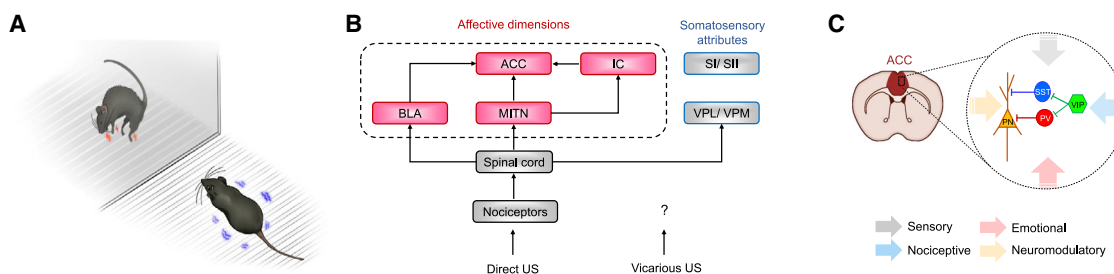 A
B
Affective dimensions
Somatosensory
attributes
ACC
IC
SI/ SII
BLA
MITN
VPL/ VPM
Spinal cord
Nociceptors
?
Direct US
Vicarious US
C
ACC
SST
VIP
PN
PV
Sensory
Emotional
Nociceptive
Neuromodulatory